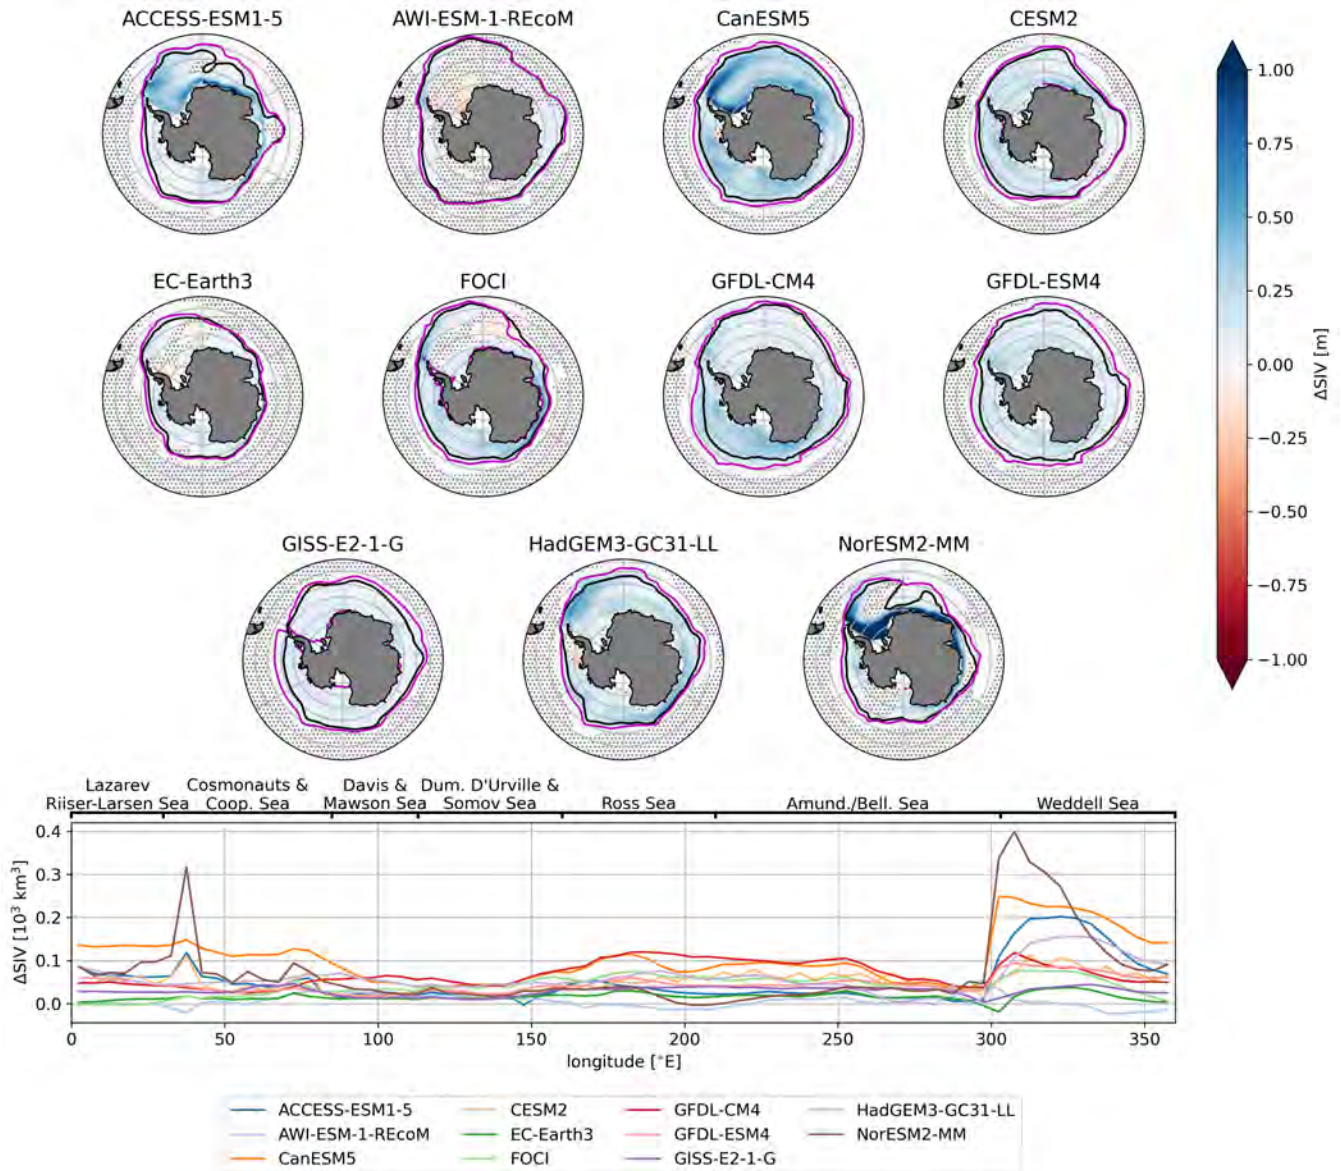 ACCESS-ESM1-5 AWI-ESM-1-REcoM CanESM5 CESM2
EC-Earth3 FOCI GFDL-CM4 GFDL-ESM4
GISS-E2-1-G HadGEM3-GC31-LL NorESM2-MM
1.00
0.75
0.50
0.25
0.00
−0.25
−0.50
−0.75
−1.00
ΔSIV [m]
Lazarev Cosmonauts & Davis & Dum. D'Urville &
Riiser-Larsen Sea Coop. Sea Mawson Sea Somov Sea Ross Sea Amund./Bell. Sea Weddell Sea
0.4
0.3
0.2
0.1
0.0
ΔSIV [10³ km³]
0 50 100 150 200 250 300 350
longitude [°E]
ACCESS-ESM1-5 CESM2 GFDL-CM4 HadGEM3-GC31-LL
AWI-ESM-1-REcoM EC-Earth3 GFDL-ESM4 NorESM2-MM
CanESM5 FOCI GISS-E2-1-G